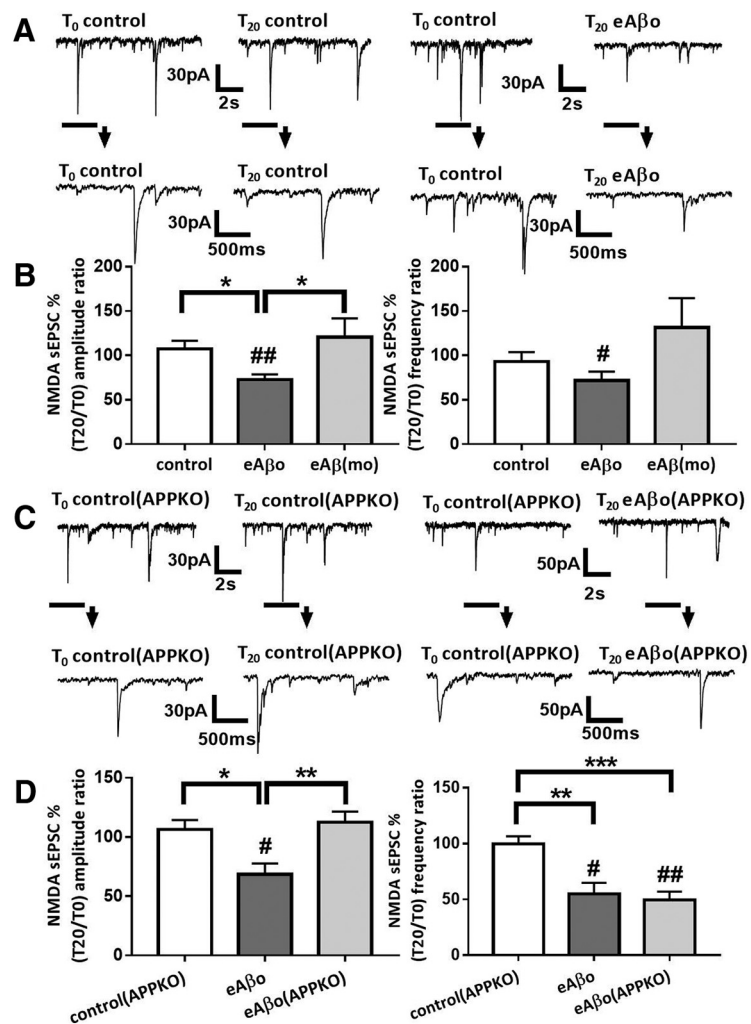 A
T0 control
T20 control
T0 control
T20 eAβo
30pA
2s
30pA
2s
T0 control
T20 control
T0 control
T20 eAβo
30pA
500ms
30pA
500ms
B
NMDA sEPSC %
(T20/T0) amplitude ratio
200
150
100
50
0
*
*
##
control
eAβo
eAβ(mo)
NMDA sEPSC %
(T20/T0) frequency ratio
200
150
100
50
0
#
control
eAβo
eAβ(mo)
C
T0 control(APPKO)
T20 control(APPKO)
T0 control(APPKO)
T20 eAβo(APPKO)
30pA
2s
50pA
2s
T0 control(APPKO)
T20 control(APPKO)
T0 control(APPKO)
T20 eAβo(APPKO)
30pA
500ms
50pA
500ms
D
NMDA sEPSC %
(T20/T0) amplitude ratio
150
100
50
0
*
**
#
control(APPKO)
eAβo
eAβo(APPKO)
NMDA sEPSC %
(T20/T0) frequency ratio
150
100
50
0
***
**
#
##
control(APPKO)
eAβo
eAβo(APPKO)